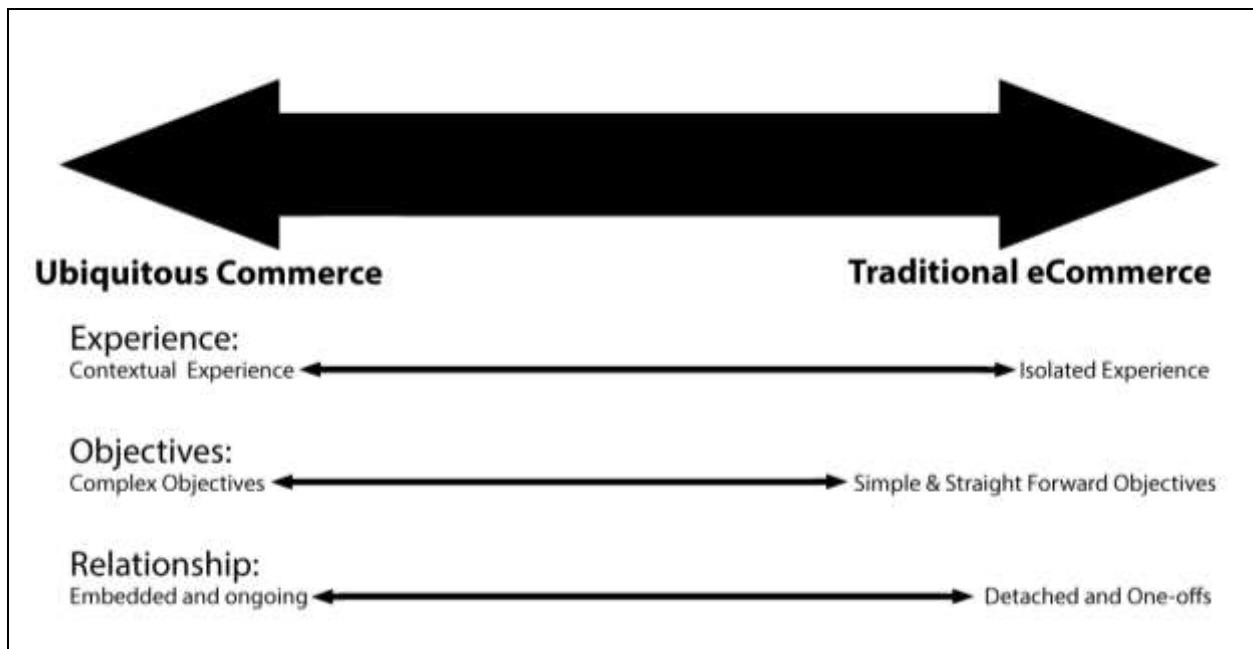 Ubiquitous Commerce Traditional eCommerce
Experience:
Contextual Experience Isolated Experience
Objectives:
Complex Objectives Simple & Straight Forward Objectives
Relationship:
Embedded and ongoing Detached and One-offs